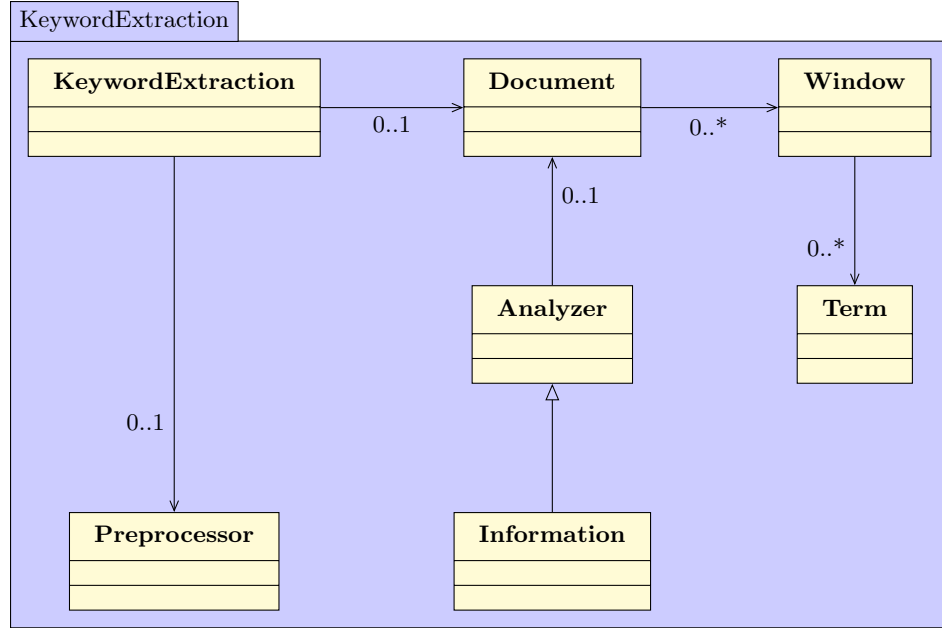 KeywordExtraction
KeywordExtraction
Document
Window
0..1
0..*
0..1
0..*
Analyzer
Term
0..1
Preprocessor
Information